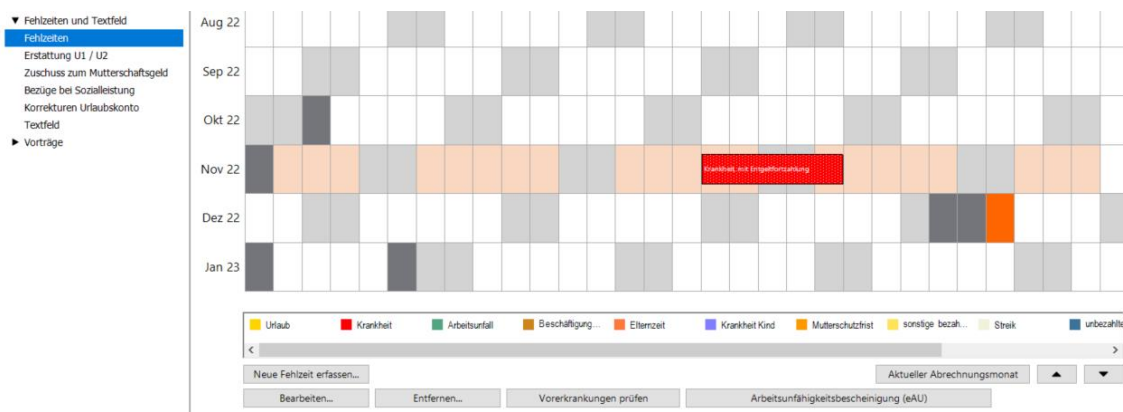 ▼ Fehlzeiten und Textfeld
Fehlzeiten
Erstattung U1 / U2
Zuschuss zum Mutterschaftsgeld
Bezüge bei Sozialleistung
Korrekturen Urlaubskonto
Textfeld
▶ Vorträge
Aug 22
Sep 22
Okt 22
Nov 22
Krankheit, mit Entgeltfortzahlung
Dez 22
Jan 23
Urlaub Krankheit Arbeitsunfall Beschäftigung... Elternzeit Krankheit Kind Mutterschutzfrist sonstige bezah... Streik unbezahlte
Neue Fehlzeit erfassen... Aktueller Abrechnungsmonat ▲ ▼
Bearbeiten... Entfernen... Vorerkrankungen prüfen Arbeitsunfähigkeitsbescheinigung (eAU)